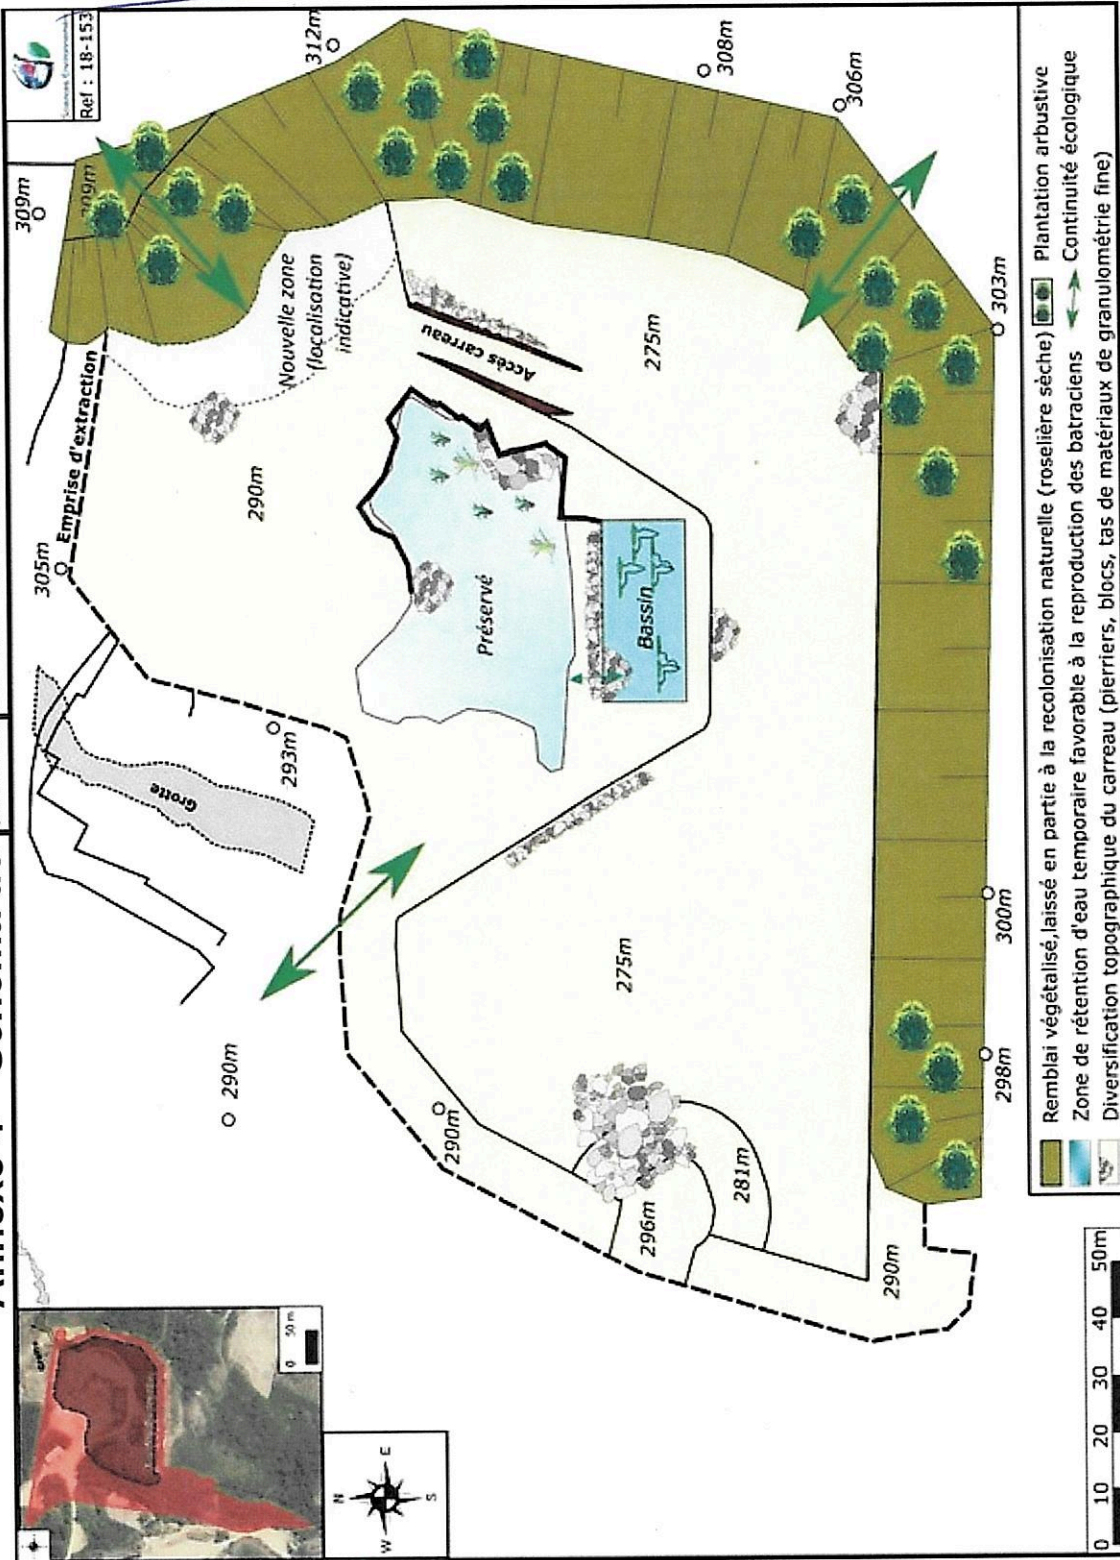 Sciences Environnement
Ref : 18-153
309m
309m
312m
308m
306m
303m
300m
298m
305m
Emprise d'extraction
Nouvelle zone
(localisation
indicative)
Accès carreau
290m
275m
Préservé
Bassin
Grotte
293m
290m
290m
275m
296m
281m
290m
0 50 m
N
W E
S
Remblai végétalisé,laissé en partie à la recolonisation naturelle (roselière sèche) Plantation arbustive
Zone de rétention d'eau temporaire favorable à la reproduction des batraciens Continuité écologique
Diversification topographique du carreau (pierriers, blocs, tas de matériaux de granulométrie fine)
0 10 20 30 40 50m